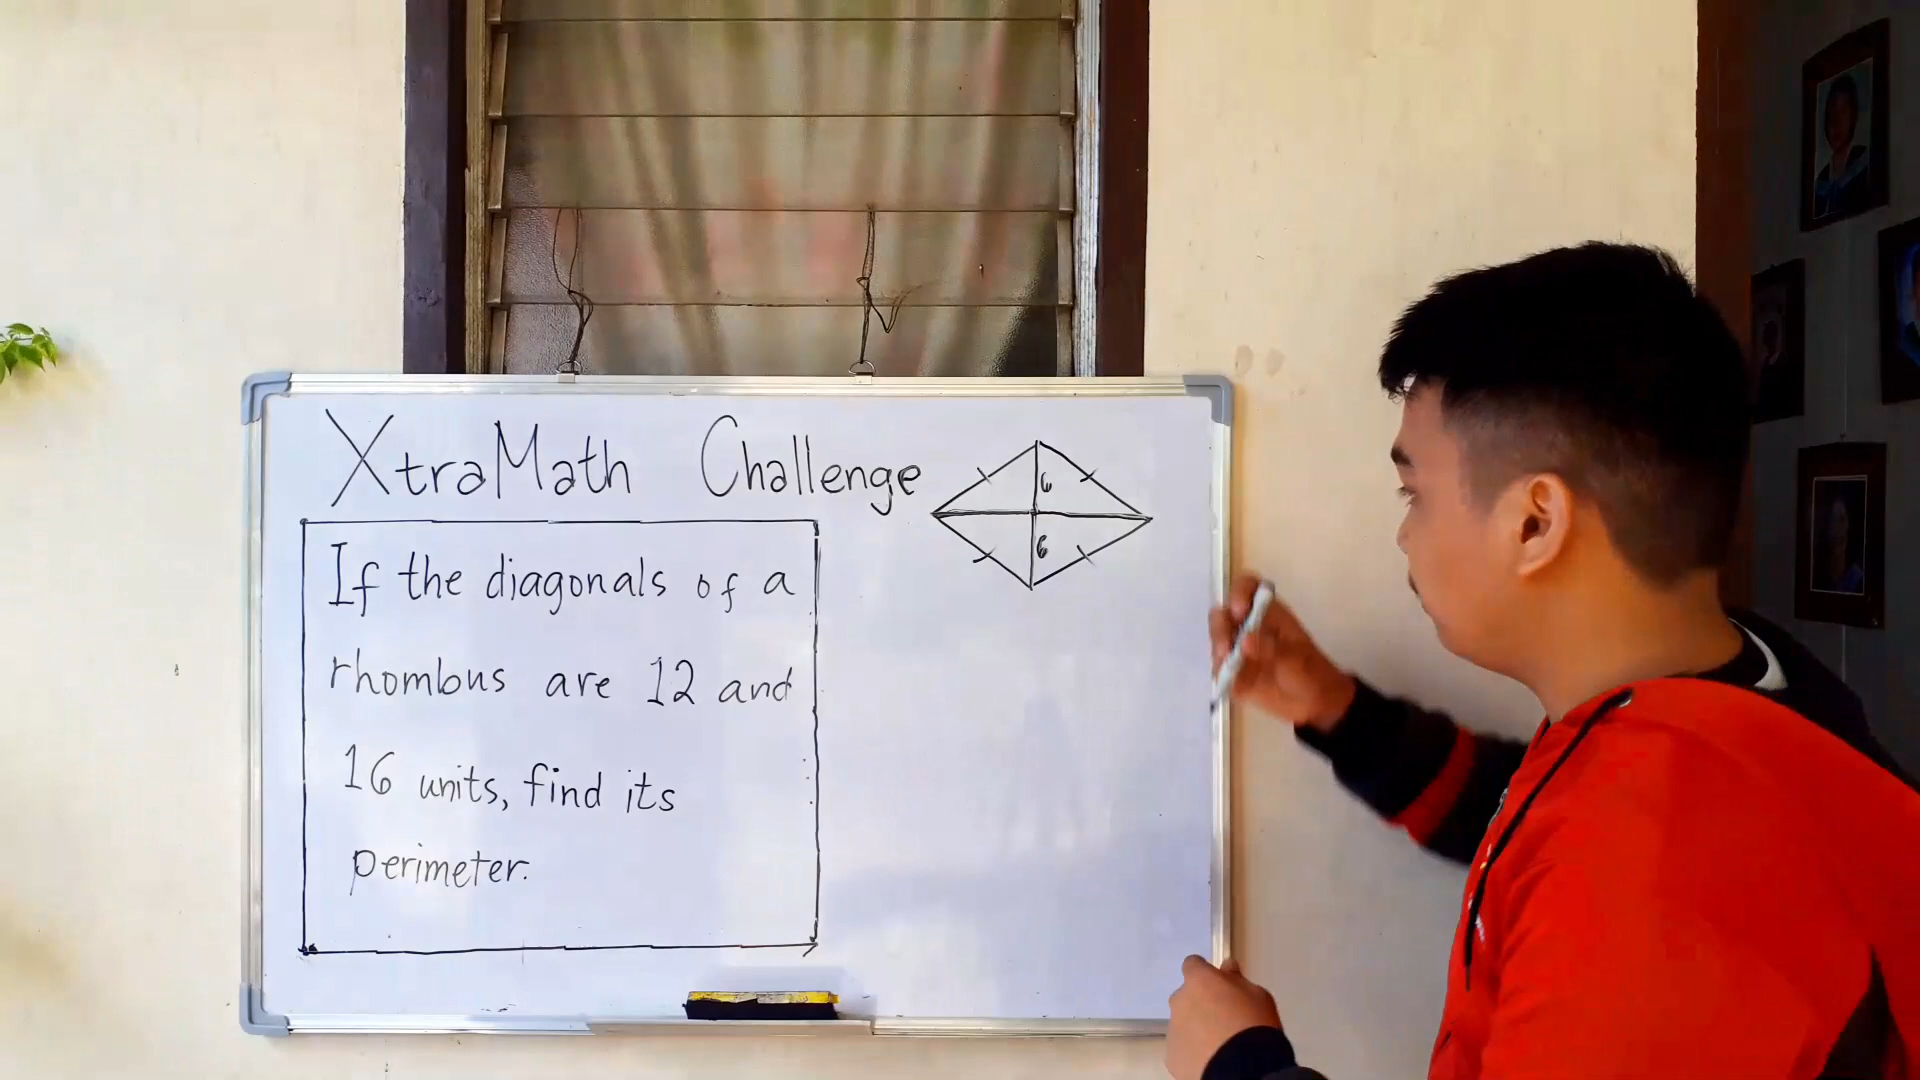 XtraMath Challenge
If the diagonals of a
rhombus are 12 and
16 units, find its
perimeter.
6
6